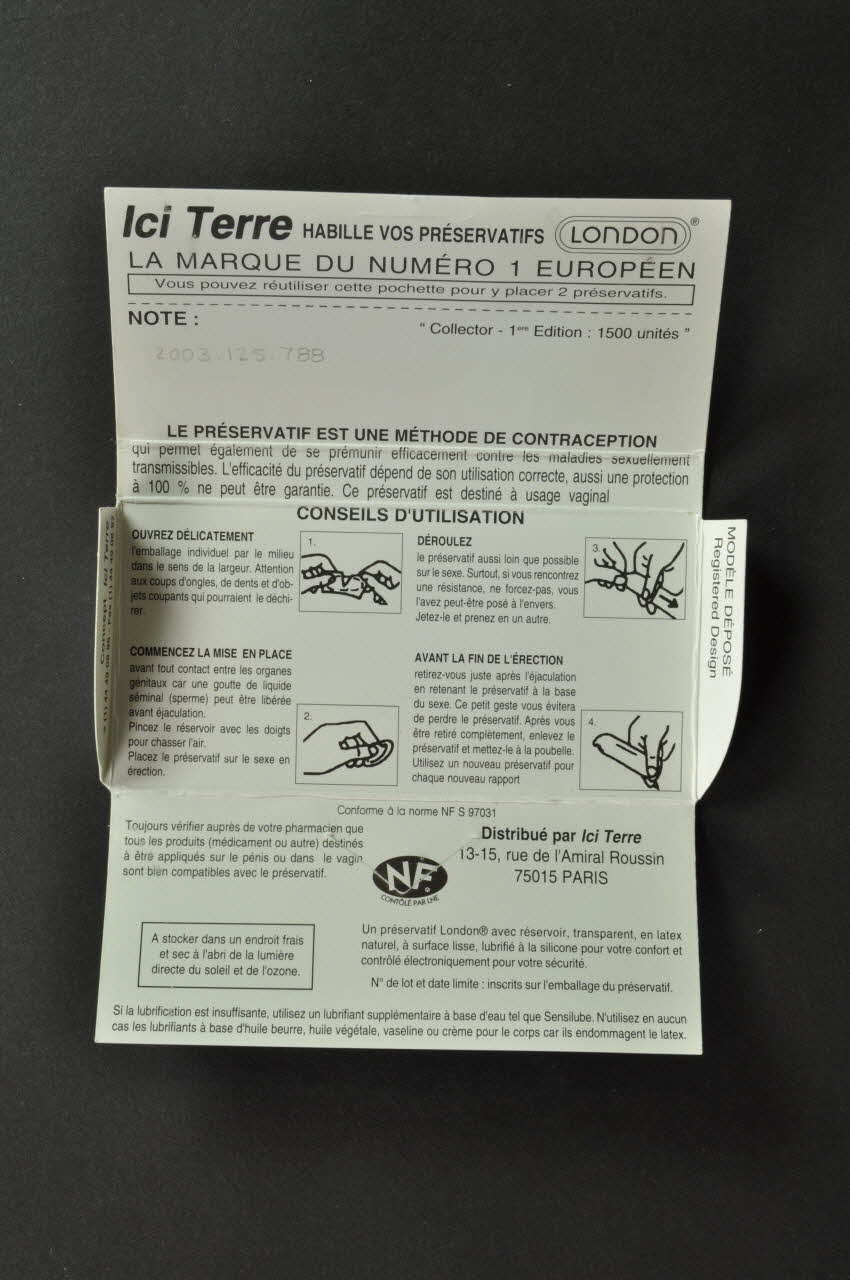 Ici Terre HABILLE VOS PRÉSERVATIFS LONDON®
LA MARQUE DU NUMÉRO 1 EUROPÉEN
Vous pouvez réutiliser cette pochette pour y placer 2 préservatifs.
NOTE :
" Collector - 1ere Edition : 1500 unités "
2003.125.788
LE PRÉSERVATIF EST UNE MÉTHODE DE CONTRACEPTION
qui permet également de se prémunir efficacement contre les maladies sexuellement
transmissibles. L'efficacité du préservatif dépend de son utilisation correcte, aussi une protection
à 100 % ne peut être garantie. Ce préservatif est destiné à usage vaginal
CONSEILS D'UTILISATION
OUVREZ DÉLICATEMENT
l'emballage individuel par le milieu
dans le sens de la largeur. Attention
aux coups d'ongles, de dents et d'ob-
jets coupants qui pourraient le déchi-
rer.
1.
DÉROULEZ
le préservatif aussi loin que possible
sur le sexe. Surtout, si vous rencontrez
une résistance, ne forcez-pas, vous
l'avez peut-être posé à l'envers.
Jetez-le et prenez en un autre.
3.
COMMENCEZ LA MISE EN PLACE
avant tout contact entre les organes
génitaux car une goutte de liquide
séminal (sperme) peut être libérée
avant éjaculation.
Pincez le réservoir avec les doigts
pour chasser l'air.
Placez le préservatif sur le sexe en
érection.
2.
AVANT LA FIN DE L'ÉRECTION
retirez-vous juste après l'éjaculation
en retenant le préservatif à la base
du sexe. Ce petit geste vous évitera
de perdre le préservatif. Après vous
être retiré complètement, enlevez le
préservatif et mettez-le à la poubelle.
Utilisez un nouveau préservatif pour
chaque nouveau rapport
4.
Concept Ici Terre
MODÈLE DÉPOSÉ
Registered Design
Conforme à la norme NF S 97031
Toujours vérifier auprès de votre pharmacien que
tous les produits (médicament ou autre) destinés
à être appliqués sur le pénis ou dans le vagin
sont bien compatibles avec le préservatif.
NF
CONTÔLÉ PAR LNE
Distribué par Ici Terre
13-15, rue de l'Amiral Roussin
75015 PARIS
A stocker dans un endroit frais
et sec à l'abri de la lumière
directe du soleil et de l'ozone.
Un préservatif London® avec réservoir, transparent, en latex
naturel, à surface lisse, lubrifié à la silicone pour votre confort et
contrôlé électroniquement pour votre sécurité.
N° de lot et date limite : inscrits sur l'emballage du préservatif.
Si la lubrification est insuffisante, utilisez un lubrifiant supplémentaire à base d'eau tel que Sensilube. N'utilisez en aucun
cas les lubrifiants à base d'huile beurre, huile végétale, vaseline ou crème pour le corps car ils endommagent le latex.